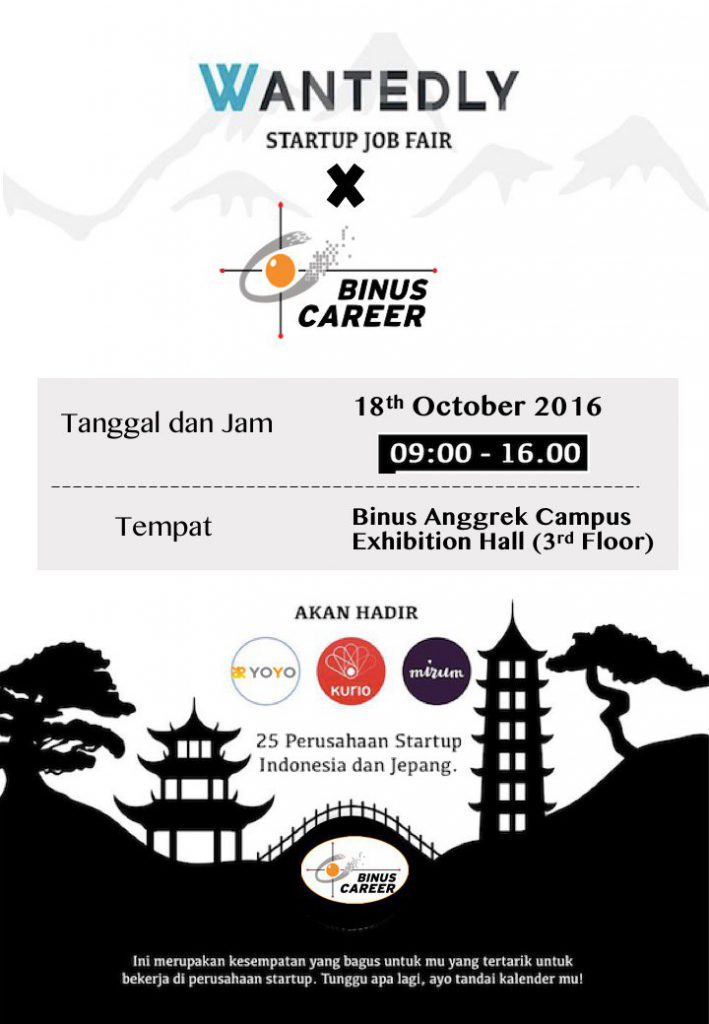 WANTEDLY
STARTUP JOB FAIR
X
BINUS
CAREER
Tanggal dan Jam
18th October 2016
09:00 - 16.00
Tempat
Binus Anggrek Campus
Exhibition Hall (3rd Floor)
AKAN HADIR
YOYO
KURIO
mirum
25 Perusahaan Startup
Indonesia dan Jepang.
BINUS
CAREER
Ini merupakan kesempatan yang bagus untuk mu yang tertarik untuk
bekerja di perusahaan startup. Tunggu apa lagi, ayo tandai kalender mu!